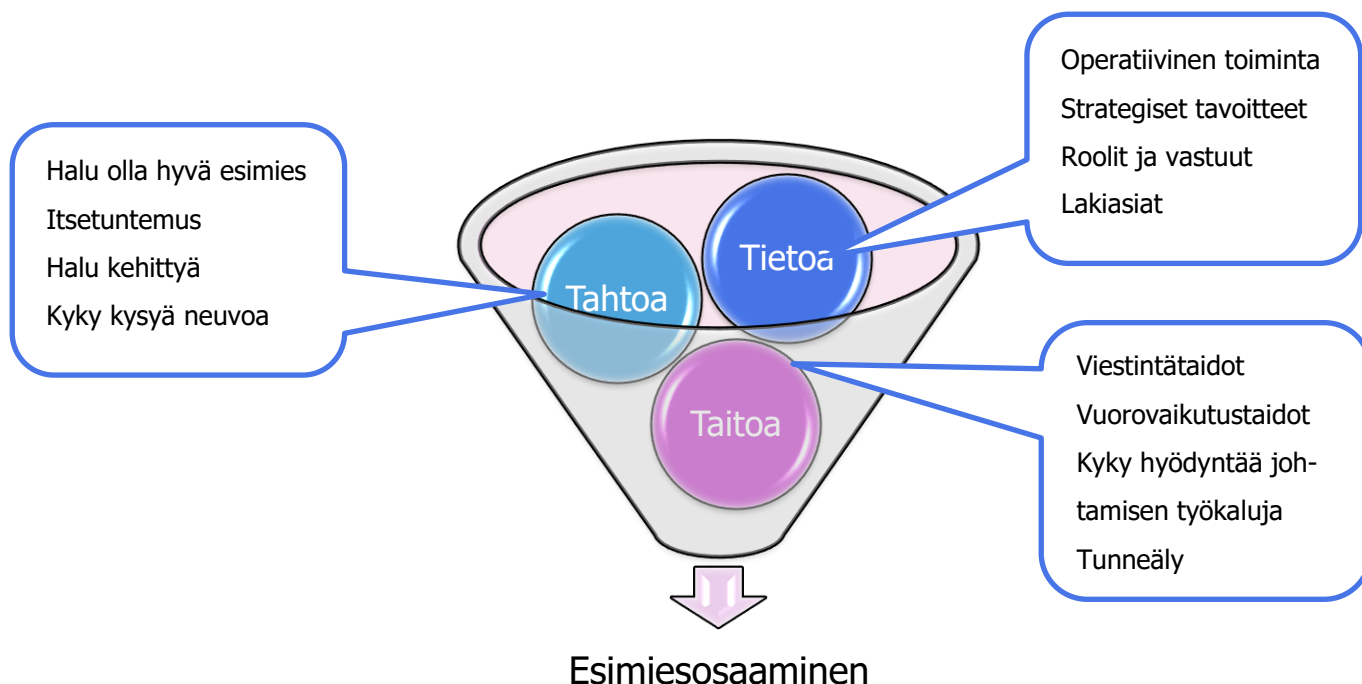 Operatiivinen toiminta
Strategiset tavoitteet
Roolit ja vastuut
Lakiasiat
Halu olla hyvä esimies
Itsetuntemus
Halu kehittyä
Kyky kysyä neuvoa
Tietoa
Tahtoa
Taitoa
Viestintätaidot
Vuorovaikutustaidot
Kyky hyödyntää joh-
tamisen työkaluja
Tunneäly
Esimiesosaaminen